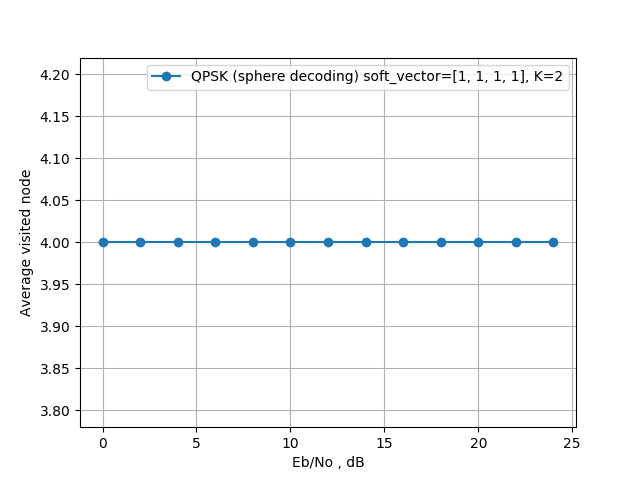 QPSK (sphere decoding) soft_vector=[1, 1, 1, 1], K=2
4.20
4.15
4.10
4.05
4.00
3.95
3.90
3.85
3.80
Average visited node
0 5 10 15 20 25
Eb/No , dB